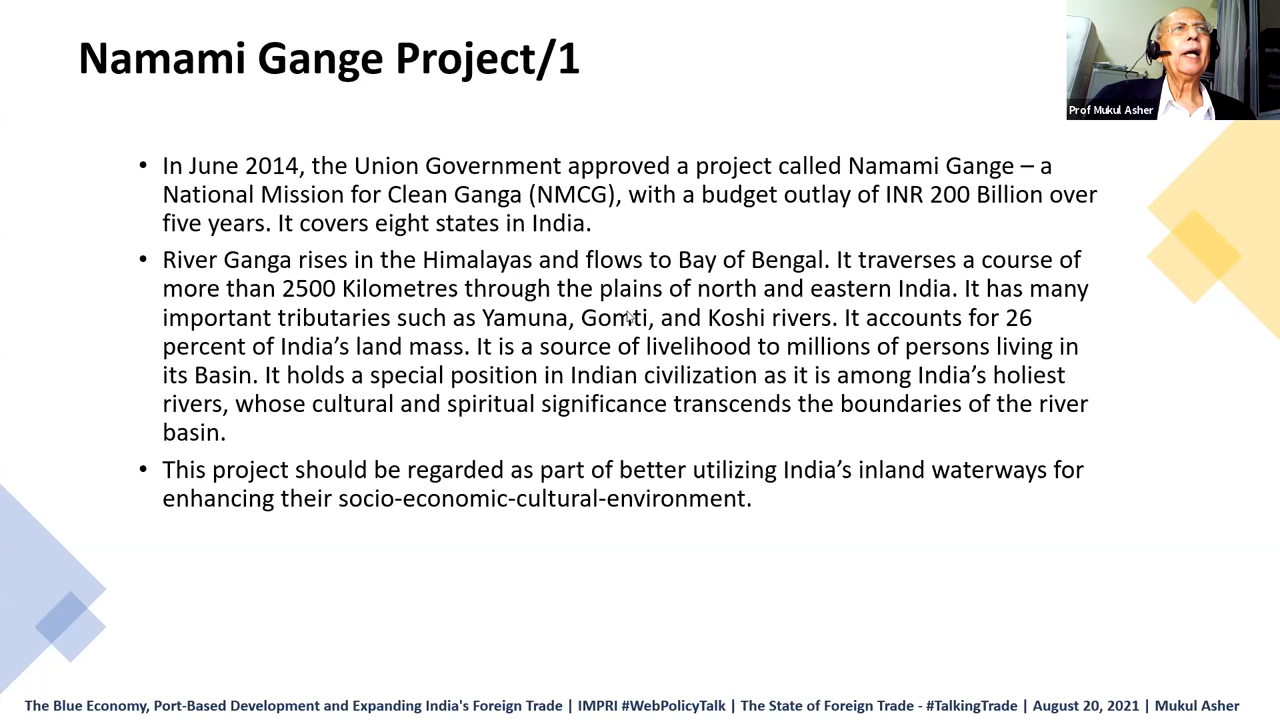 Namami Gange Project/1
Prof Mukul Asher
• In June 2014, the Union Government approved a project called Namami Gange – a
National Mission for Clean Ganga (NMCG), with a budget outlay of INR 200 Billion over
five years. It covers eight states in India.
• River Ganga rises in the Himalayas and flows to Bay of Bengal. It traverses a course of
more than 2500 Kilometres through the plains of north and eastern India. It has many
important tributaries such as Yamuna, Gomti, and Koshi rivers. It accounts for 26
percent of India’s land mass. It is a source of livelihood to millions of persons living in
its Basin. It holds a special position in Indian civilization as it is among India’s holiest
rivers, whose cultural and spiritual significance transcends the boundaries of the river
basin.
• This project should be regarded as part of better utilizing India’s inland waterways for
enhancing their socio-economic-cultural-environment.
The Blue Economy, Port-Based Development and Expanding India's Foreign Trade | IMPRI #WebPolicyTalk | The State of Foreign Trade - #TalkingTrade | August 20, 2021 | Mukul Asher